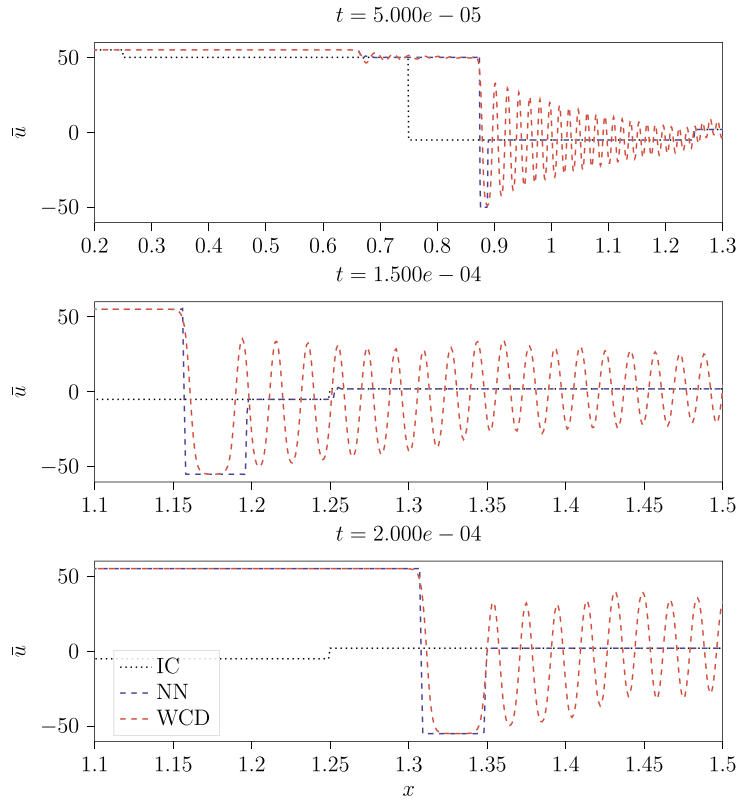 t = 5.000e − 04
50
0
−50
ū
0.2 0.3 0.4 0.5 0.6 0.7 0.8 0.9 1 1.1 1.2 1.3
t = 1.500e − 04
50
0
−50
ū
1.1 1.15 1.2 1.25 1.3 1.35 1.4 1.45 1.5
t = 2.000e − 04
50
0
−50
ū
IC
NN
WCD
1.1 1.15 1.2 1.25 1.3 1.35 1.4 1.45 1.5
x